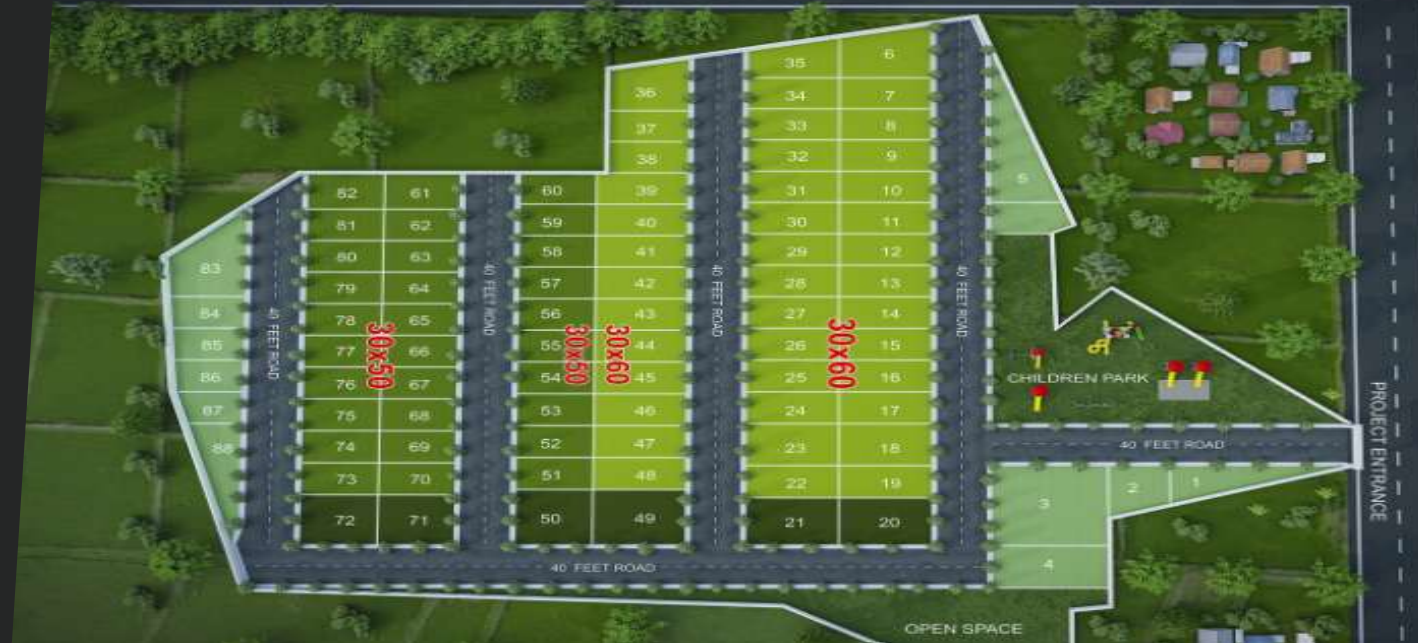 35 6
36 34 7
37 33 8
38 32 9
82 61 60 39 31 10 5
81 62 59 40 30 11
80 63 58 41 29 12
83 79 64 57 42 28 13
84 78 65 56 43 27 14
85 77 66 55 44 26 15
86 76 67 54 45 25 16
87 75 68 53 46 24 17
88 74 69 52 47 23 18
73 70 51 48 22 19
72 71 50 49 21 20
3 2 1
4
30x50
30x50
30x60
30x60
40 FEET ROAD
40 FEET ROAD
40 FEET ROAD
40 FEET ROAD
CHILDREN PARK
40 FEET ROAD
PROJECT ENTRANCE
40 FEET ROAD
OPEN SPACE